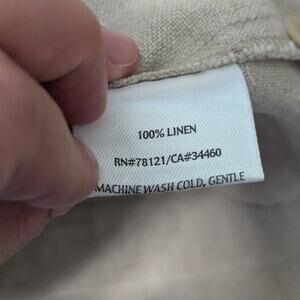 100% LINEN
RN#78121/CA#34460
MACHINE WASH COLD, GENTLE